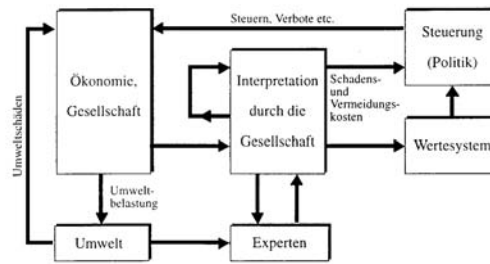 Steuern, Verbote etc.
Steuerung
(Politik)
Ökonomie,
Gesellschaft
Interpretation
durch die
Gesellschaft
Schadens-
und
Vermeidungs-
kosten
Wertesystem
Umweltschäden
Umwelt-
belastung
Umwelt
Experten